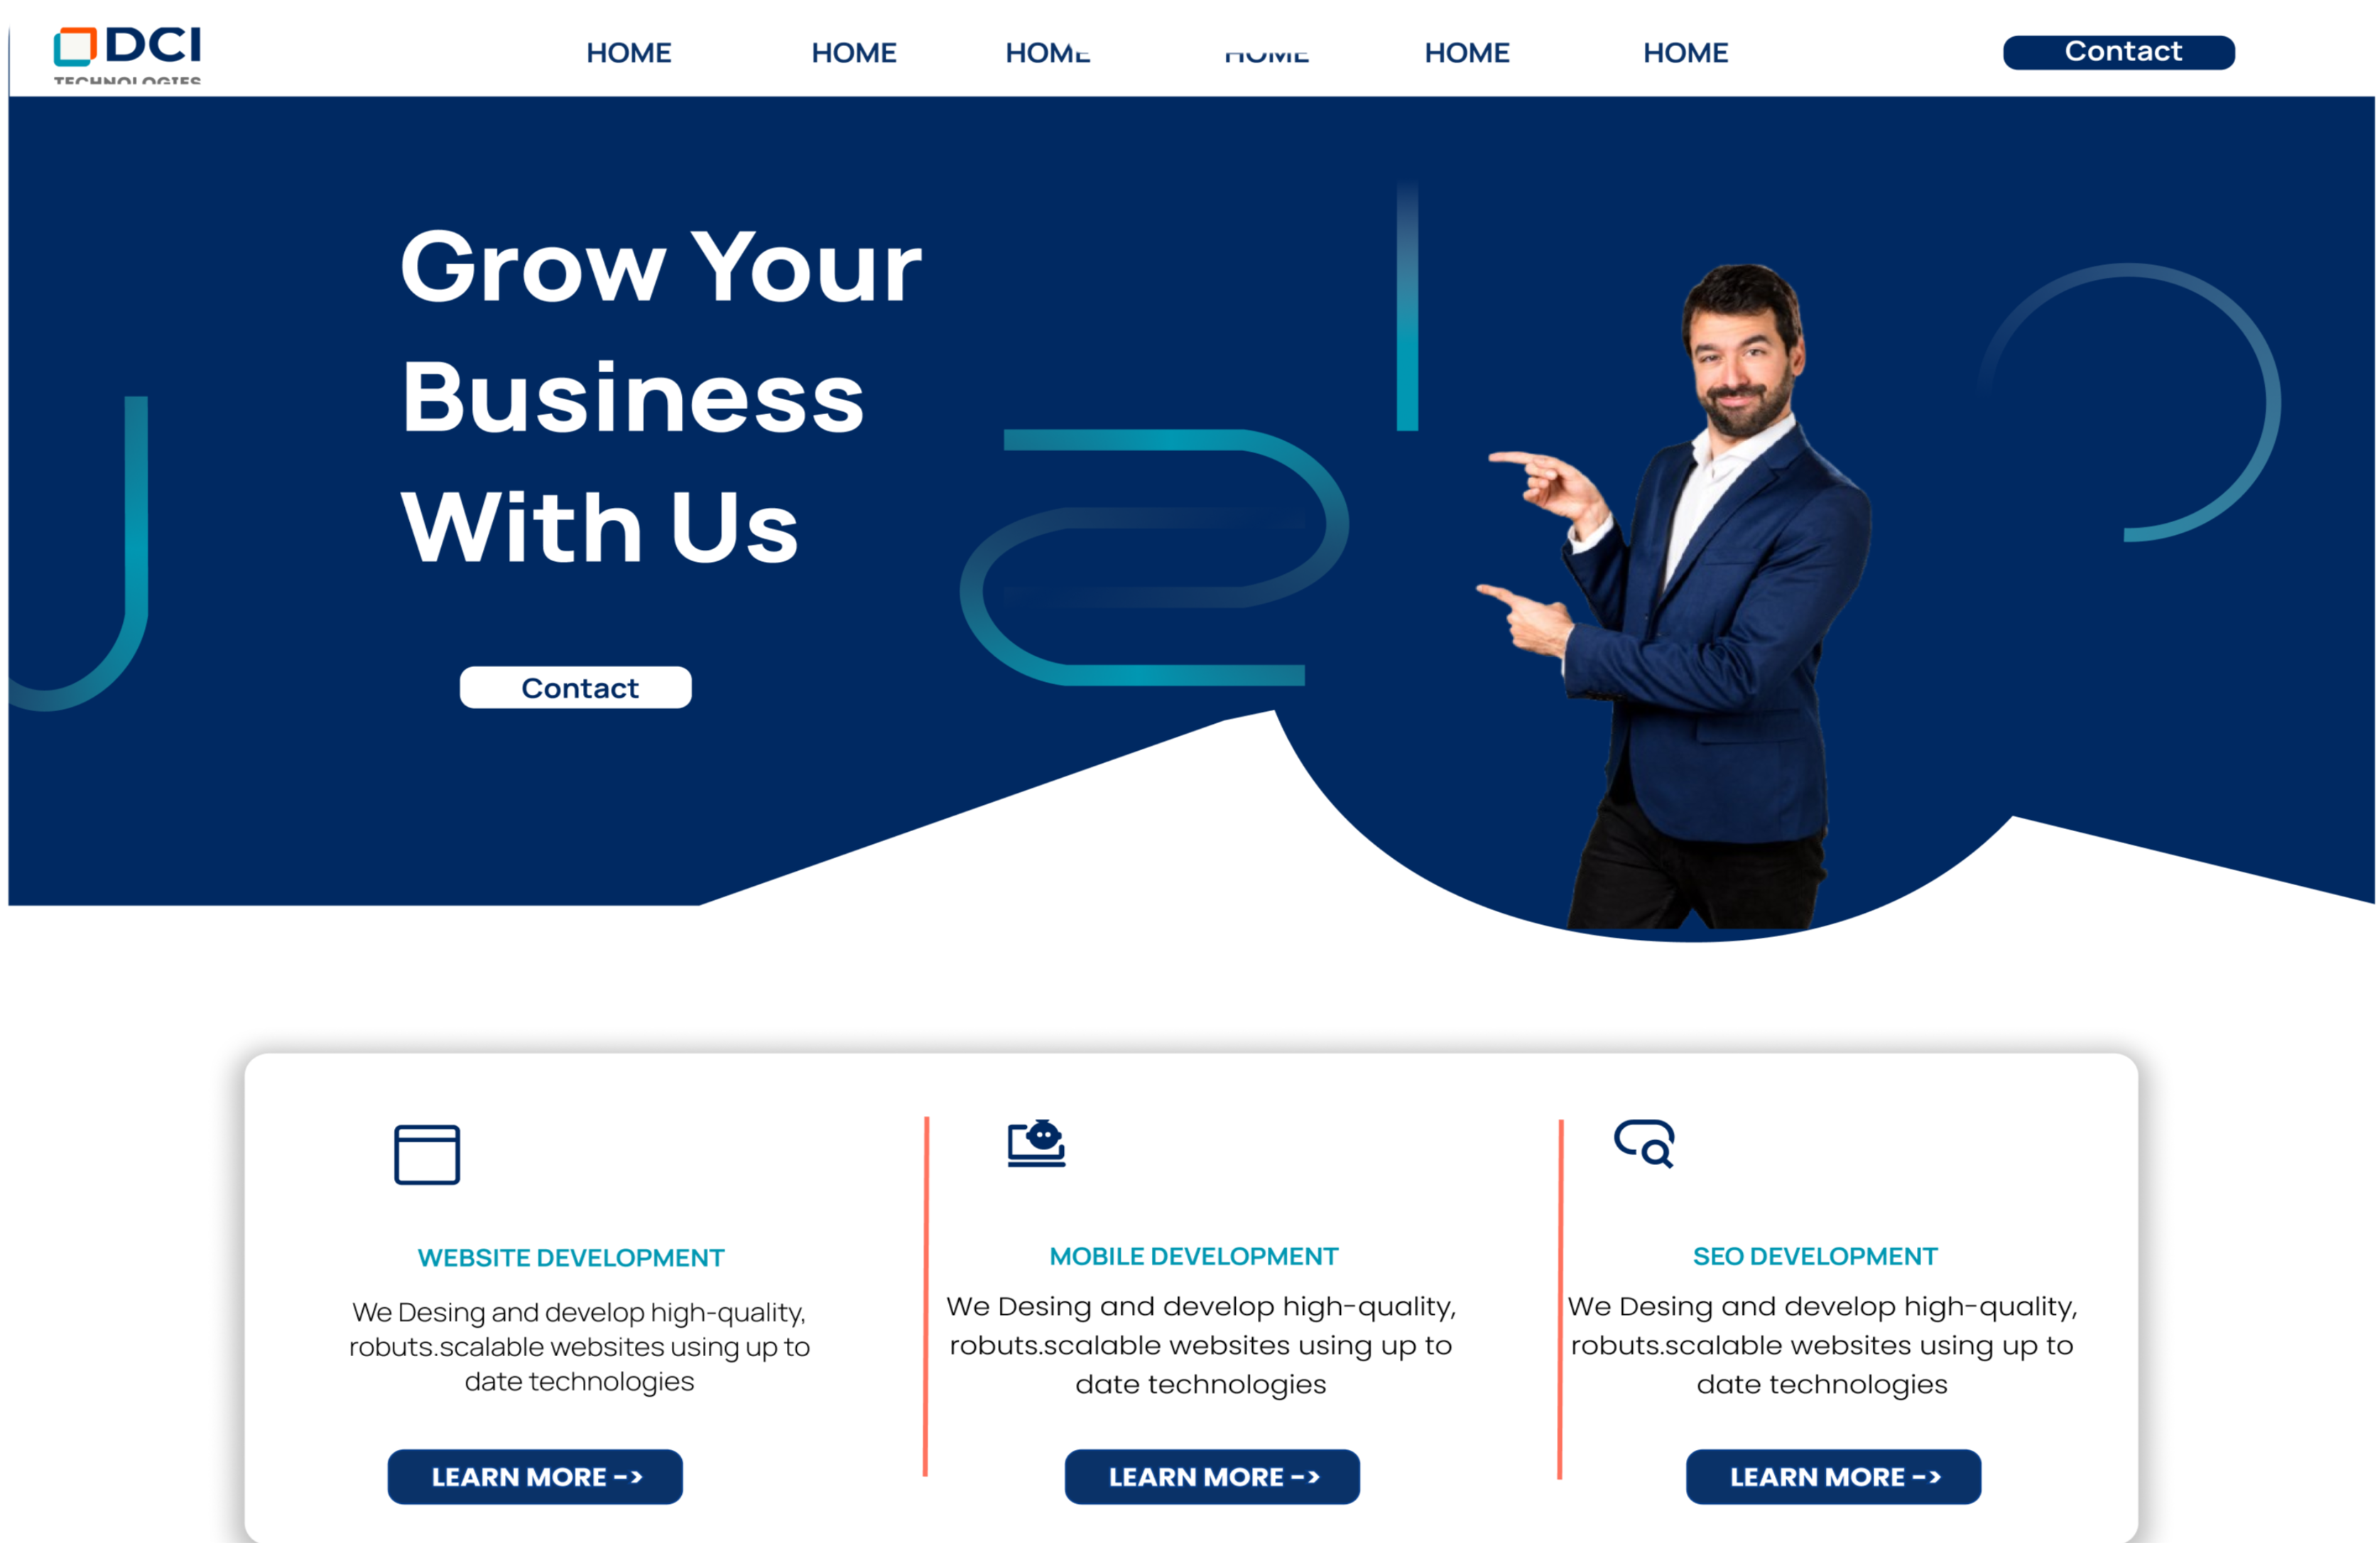 DCI
TECHNOLOGIES
HOME HOME HOME HOME HOME HOME Contact
Grow Your
Business
With Us
Contact
WEBSITE DEVELOPMENT
We Desing and develop high-quality,
robuts.scalable websites using up to
date technologies
LEARN MORE ->
MOBILE DEVELOPMENT
We Desing and develop high-quality,
robuts.scalable websites using up to
date technologies
LEARN MORE ->
SEO DEVELOPMENT
We Desing and develop high-quality,
robuts.scalable websites using up to
date technologies
LEARN MORE ->